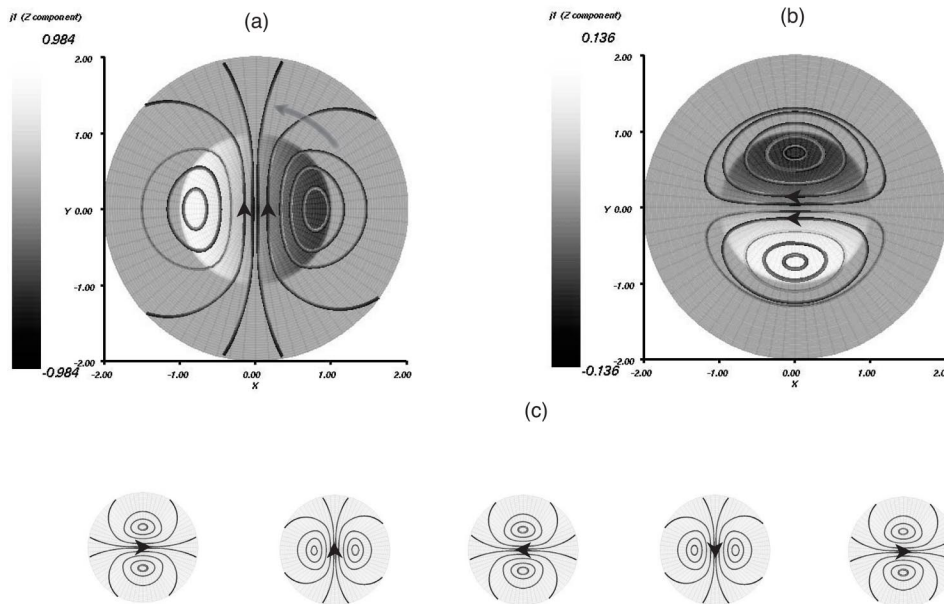 (a)
j1 (Z component)
0.984
-0.984
2.00
1.00
Y 0.00
-1.00
-2.00
-2.00 -1.00 0.00 1.00 2.00
X
(b)
j1 (Z component)
0.136
-0.136
2.00
1.00
Y 0.00
-1.00
-2.00
-2.00 -1.00 0.00 1.00 2.00
X
(c)